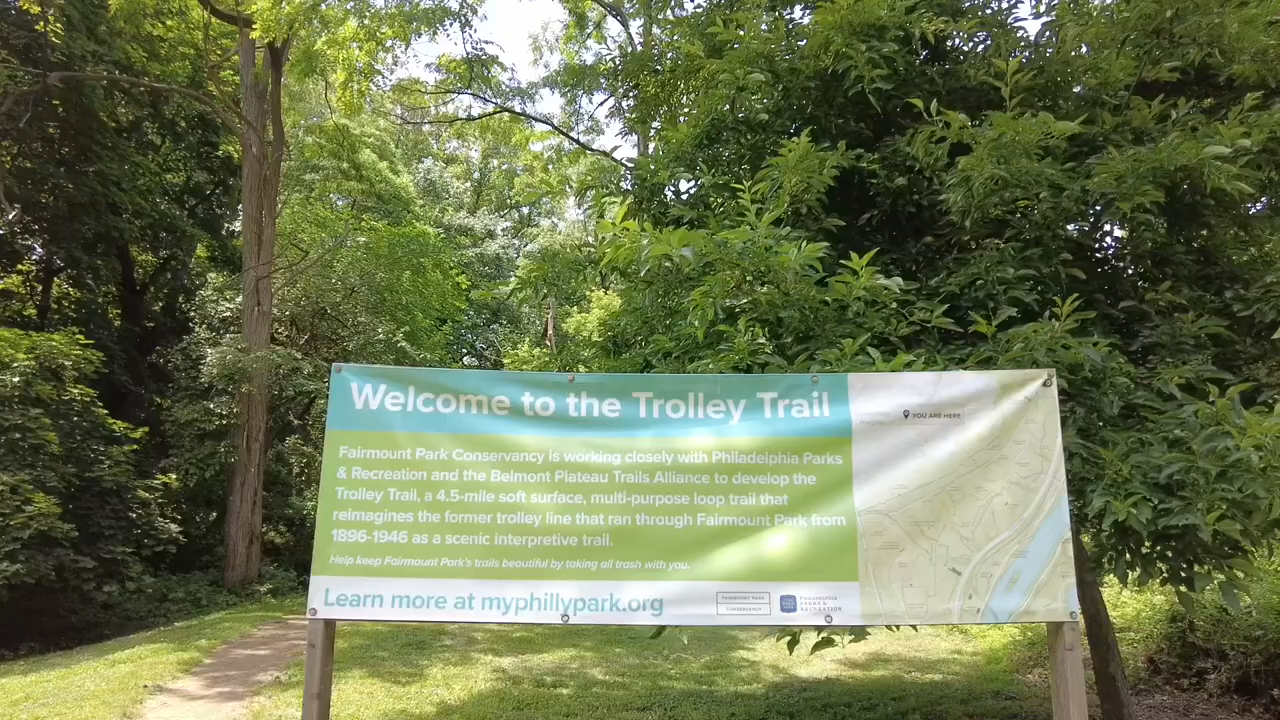 Welcome to the Trolley Trail
Fairmount Park Conservancy is working closely with Philadelphia Parks
& Recreation and the Belmont Plateau Trails Alliance to develop the
Trolley Trail, a 4.5-mile soft surface, multi-purpose loop trail that
reimagines the former trolley line that ran through Fairmount Park from
1896-1946 as a scenic interpretive trail.
Help keep Fairmount Park's trails beautiful by taking all trash with you.
Learn more at myphillypark.org
FAIRMOUNT PARK
CONSERVANCY
PHILADELPHIA
PARKS &
RECREATION
YOU ARE HERE